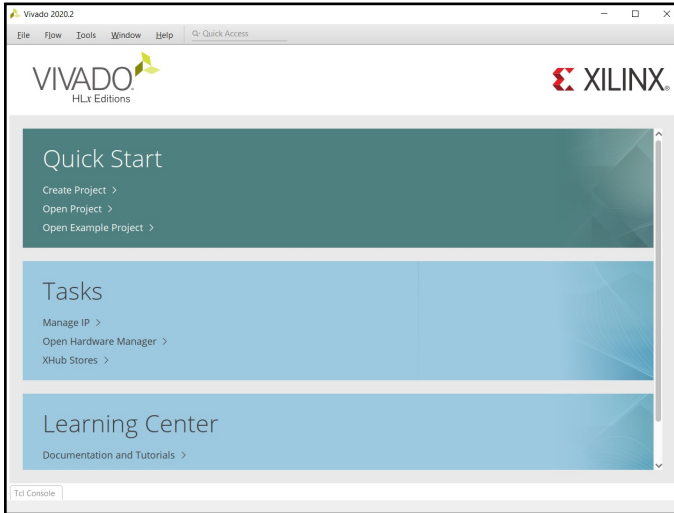 Vivado 2020.2
File Flow Tools Window Help Quick Access
VIVADO.
HLx Editions
XILINX®
Quick Start
Create Project >
Open Project >
Open Example Project >
Tasks
Manage IP >
Open Hardware Manager >
XHub Stores >
Learning Center
Documentation and Tutorials >
Tcl Console